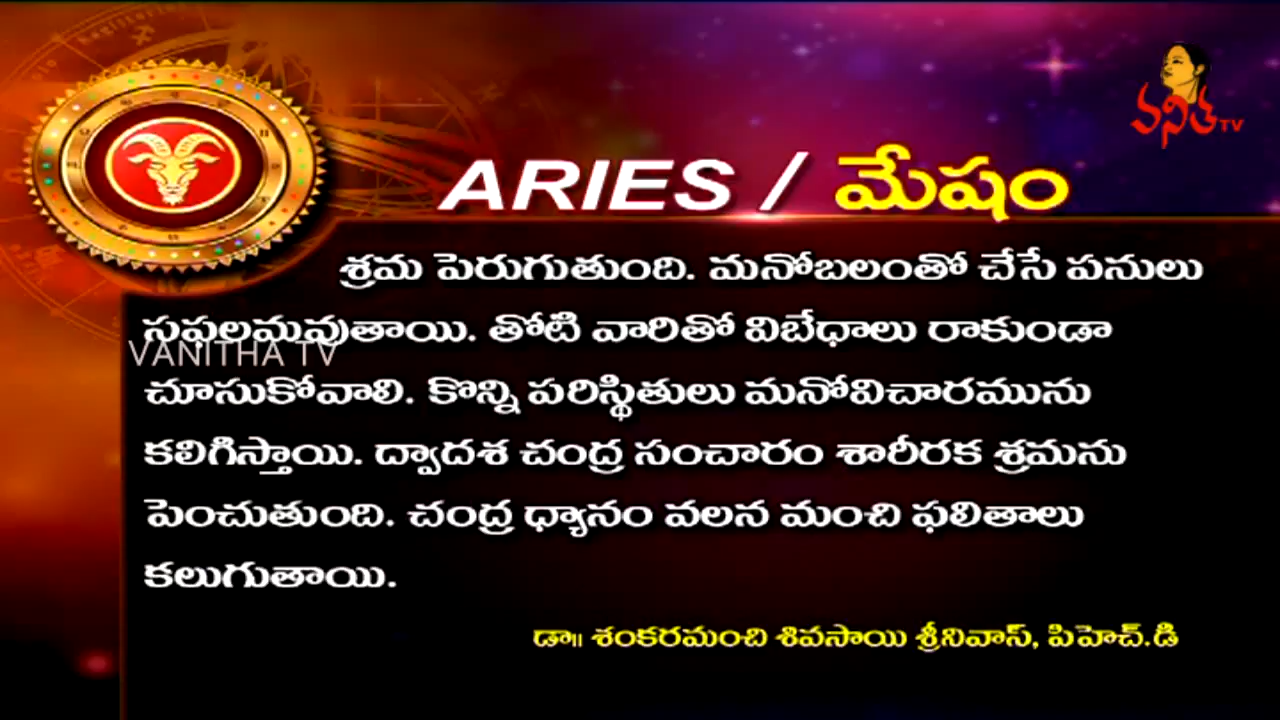 వనిత TV
ARIES / మేషం
శ్రమ పెరుగుతుంది. మనోబలంతో చేసే పనులు
సఫలమవుతాయి. తోటి వారితో విబేధాలు రాకుండా
VANITHA TV
చూసుకోవాలి. కొన్ని పరిస్థితులు మనోవిచారమును
కలిగిస్తాయి. ద్వాదశ చంద్ర సంచారం శారీరక శ్రమను
పెంచుతుంది. చంద్ర ధ్యానం వలన మంచి ఫలితాలు
కలుగుతాయి.
డా॥ శంకరమంచి శివసాయి శ్రీనివాస్, పిహెచ్.డి